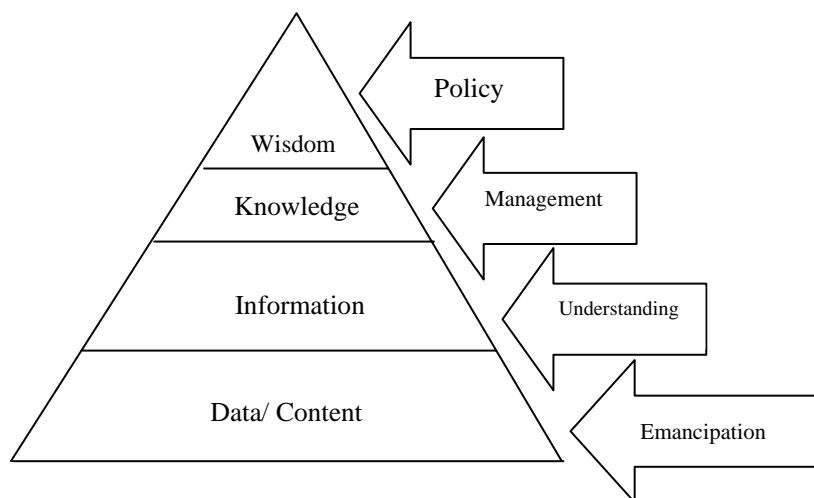 Policy
Wisdom
Management
Knowledge
Information
Understanding
Data/ Content
Emancipation